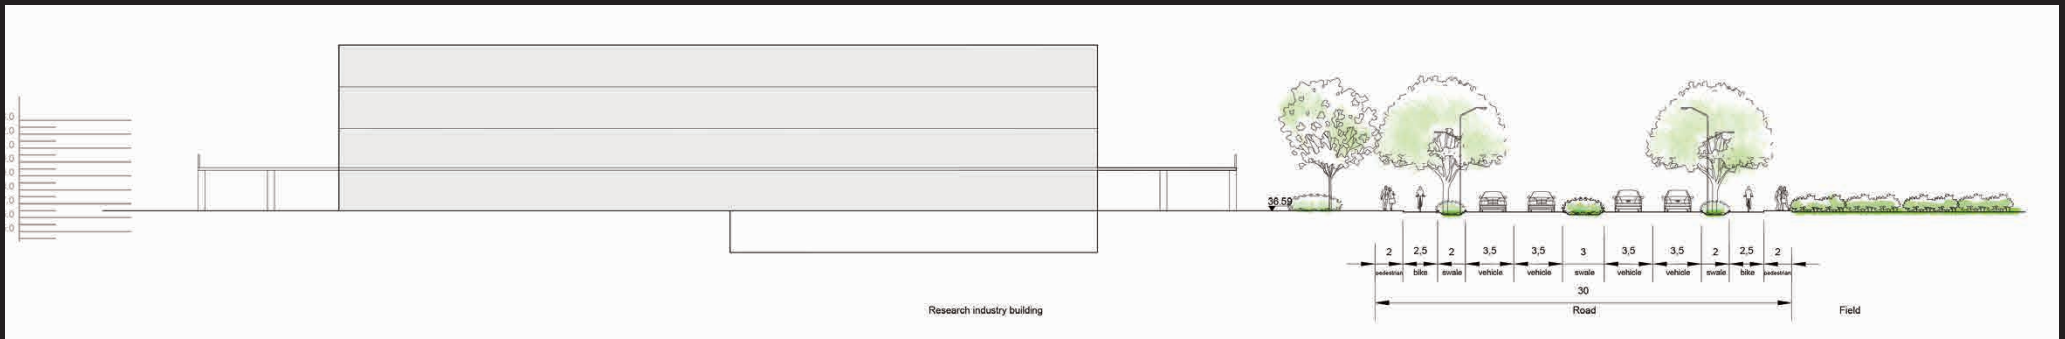 36.59
2 2,5 2 3,5 3,5 3 3,5 3,5 2 2,5 2
pedestrian bike swale vehicle vehicle swale vehicle vehicle swale bike pedestrian
30
Road
Research industry building
Field